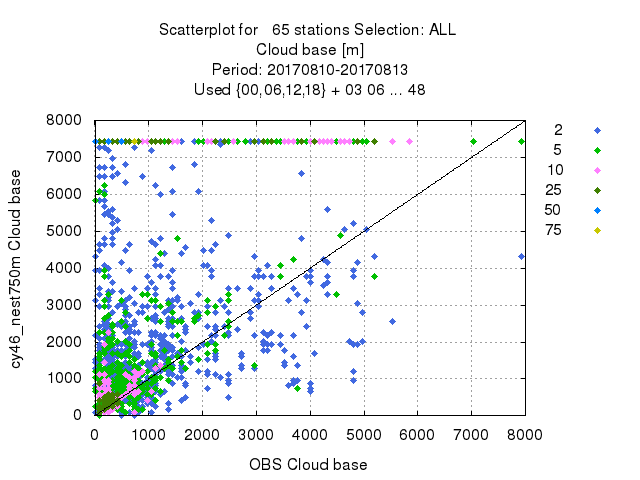 Scatterplot for   65 stations Selection: ALL
Cloud base [m]
Period: 20170810-20170813
Used {00,06,12,18} + 03 06 ... 48
8000
7000
6000
5000
4000
3000
2000
1000
0
cy46_nest750m Cloud base
0 1000 2000 3000 4000 5000 6000 7000 8000
OBS Cloud base
2
5
10
25
50
75